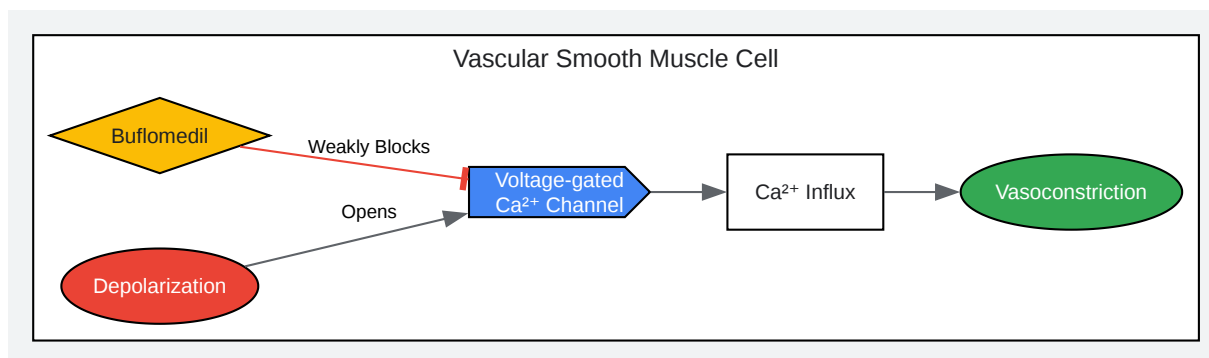 Vascular Smooth Muscle Cell
Buflomedil
Weakly Blocks
Voltage-gated
Ca²⁺ Channel
Ca²⁺ Influx
Vasoconstriction
Opens
Depolarization